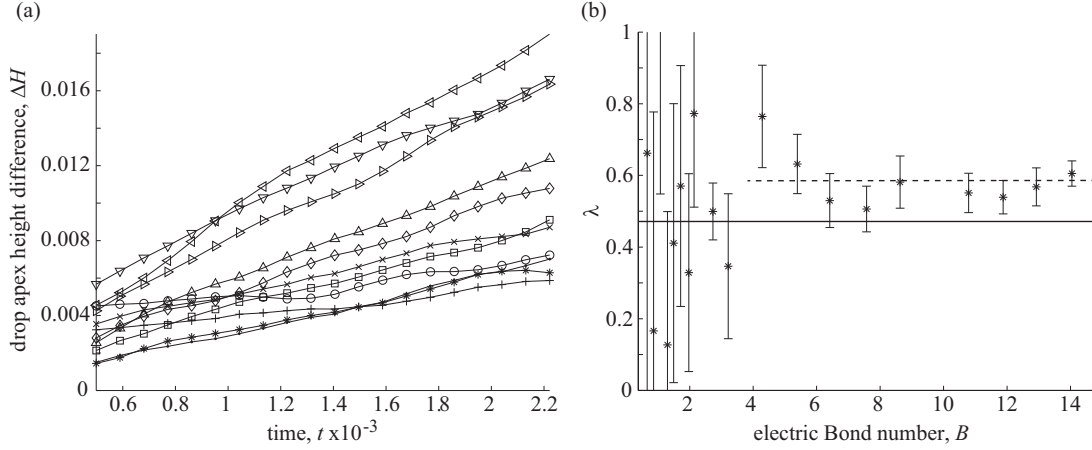 (a)
0.016
0.012
0.008
0.004
0
drop apex height difference, ΔH
0.6 0.8 1 1.2 1.4 1.6 1.8 2 2.2
time, t x10-3
(b)
1
0.8
0.6
0.4
0.2
0
λ
2 4 6 8 10 12 14
electric Bond number, B